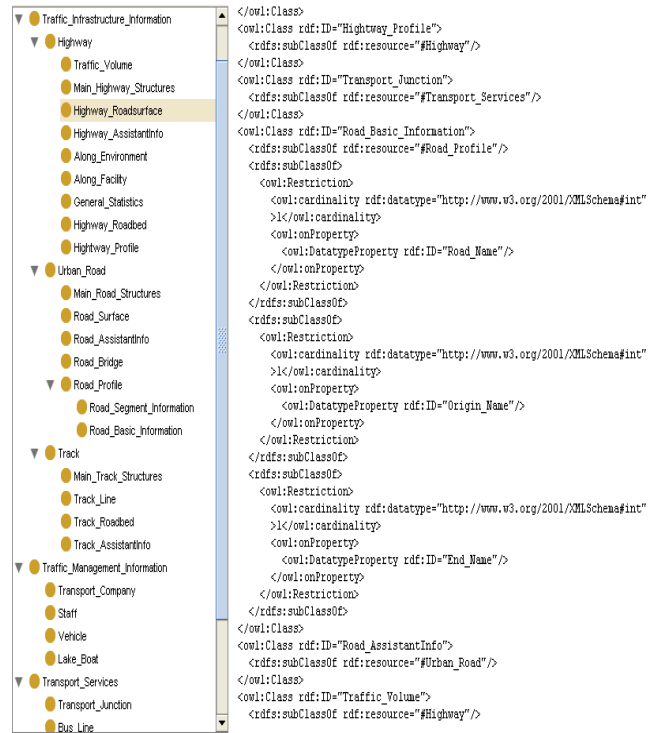 Traffic_Infrastructure_Information
Highway
Traffic_Volume
Main_Highway_Structures
Highway_Roadsurface
Highway_AssistantInfo
Along_Environment
Along_Facility
General_Statistics
Highway_Roadbed
Hightway_Profile
Urban_Road
Main_Road_Structures
Road_Surface
Road_AssistantInfo
Road_Bridge
Road_Profile
Road_Segment_Information
Road_Basic_Information
Track
Main_Track_Structures
Track_Line
Track_Roadbed
Track_AssistantInfo
Traffic_Management_Information
Transport_Company
Staff
Vehicle
Lake_Boat
Transport_Services
Transport_Junction
Bus_Line
</owl:Class>
<owl:Class rdf:ID="Hightway_Profile">
<rdfs:subClassOf rdf:resource="#Highway"/>
</owl:Class>
<owl:Class rdf:ID="Transport_Junction">
<rdfs:subClassOf rdf:resource="#Transport_Services"/>
</owl:Class>
<owl:Class rdf:ID="Road_Basic_Information">
<rdfs:subClassOf rdf:resource="#Road_Profile"/>
<rdfs:subClassOf>
<owl:Restriction>
<owl:cardinality rdf:datatype="http://www.w3.org/2001/XMLSchema#int"
>1</owl:cardinality>
<owl:onProperty>
<owl:DatatypeProperty rdf:ID="Road_Name"/>
</owl:onProperty>
</owl:Restriction>
</rdfs:subClassOf>
<rdfs:subClassOf>
<owl:Restriction>
<owl:cardinality rdf:datatype="http://www.w3.org/2001/XMLSchema#int"
>1</owl:cardinality>
<owl:onProperty>
<owl:DatatypeProperty rdf:ID="Origin_Name"/>
</owl:onProperty>
</owl:Restriction>
</rdfs:subClassOf>
<rdfs:subClassOf>
<owl:Restriction>
<owl:cardinality rdf:datatype="http://www.w3.org/2001/XMLSchema#int"
>1</owl:cardinality>
<owl:onProperty>
<owl:DatatypeProperty rdf:ID="End_Name"/>
</owl:onProperty>
</owl:Restriction>
</rdfs:subClassOf>
</owl:Class>
<owl:Class rdf:ID="Road_AssistantInfo">
<rdfs:subClassOf rdf:resource="#Urban_Road"/>
</owl:Class>
<owl:Class rdf:ID="Traffic_Volume">
<rdfs:subClassOf rdf:resource="#Highway"/>